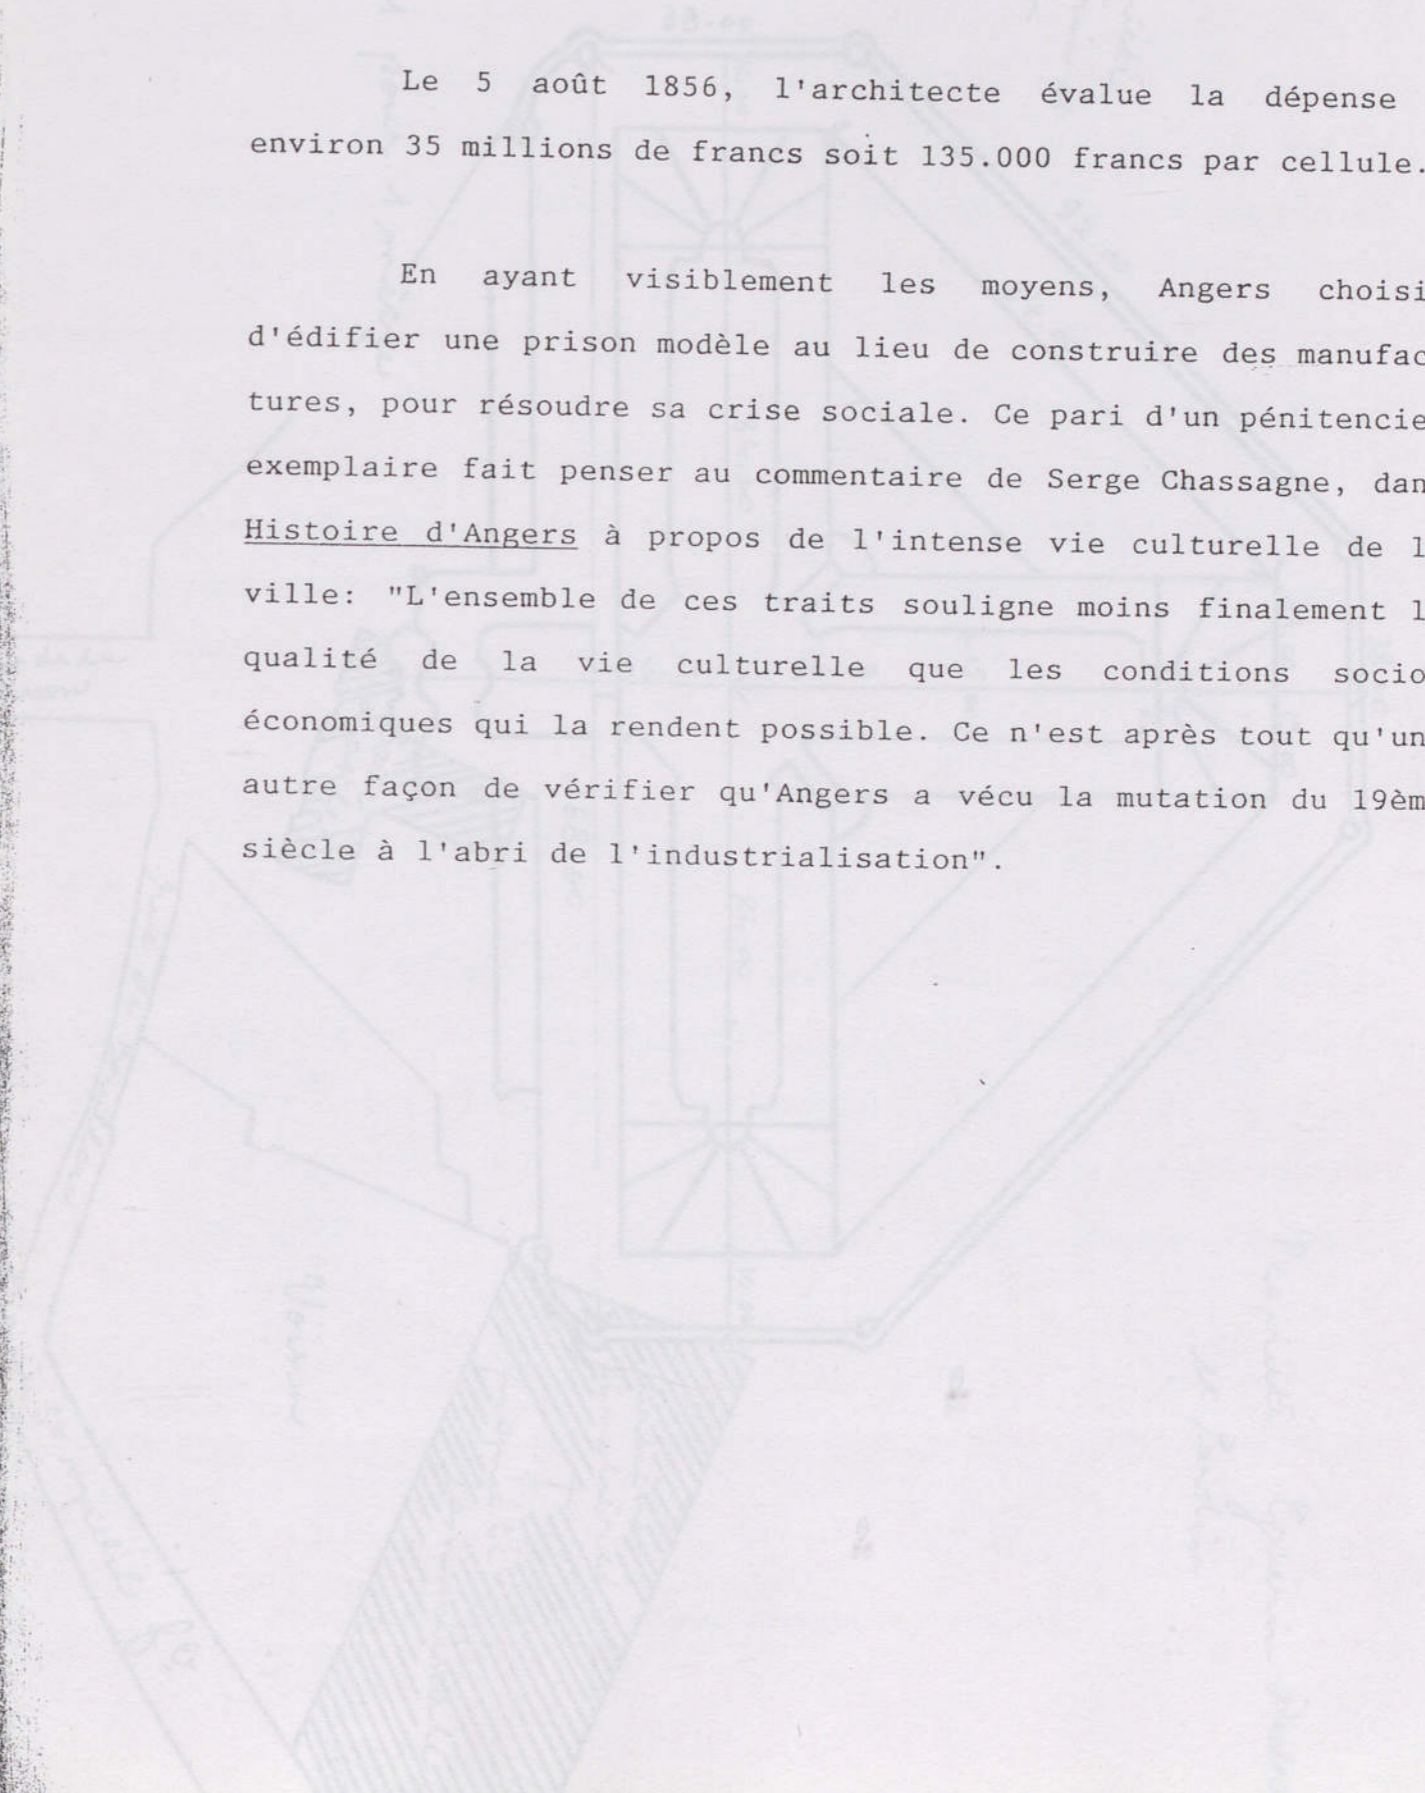 Le 5 août 1856, l'architecte évalue la dépense
environ 35 millions de francs soit 135.000 francs par cellule.
En ayant visiblement les moyens, Angers choisi
d'édifier une prison modèle au lieu de construire des manufac
tures, pour résoudre sa crise sociale. Ce pari d'un pénitencie
exemplaire fait penser au commentaire de Serge Chassagne, dan
Histoire d'Angers à propos de l'intense vie culturelle de l
ville: "L'ensemble de ces traits souligne moins finalement l
qualité de la vie culturelle que les conditions socio
économiques qui la rendent possible. Ce n'est après tout qu'un
autre façon de vérifier qu'Angers a vécu la mutation du 19èm
siècle à l'abri de l'industrialisation".